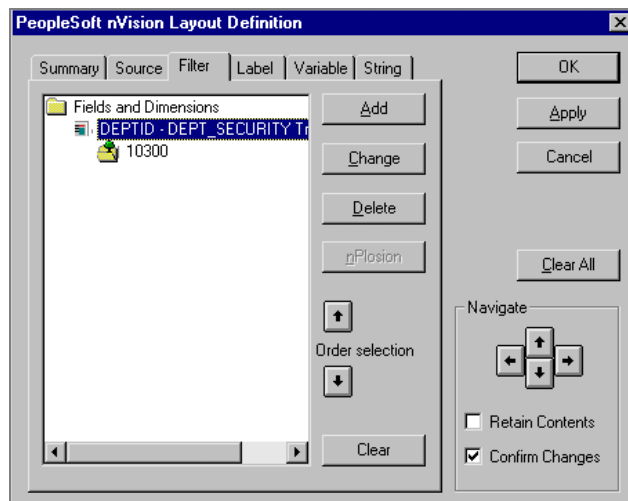 PeopleSoft nVision Layout Definition
Summary Source Filter Label Variable String
OK
Apply
Cancel
Clear All
Fields and Dimensions
DEPTID - DEPT_SECURITY Tr
10300
Add
Change
Delete
nPlosion
Order selection
Clear
Navigate
Retain Contents
Confirm Changes